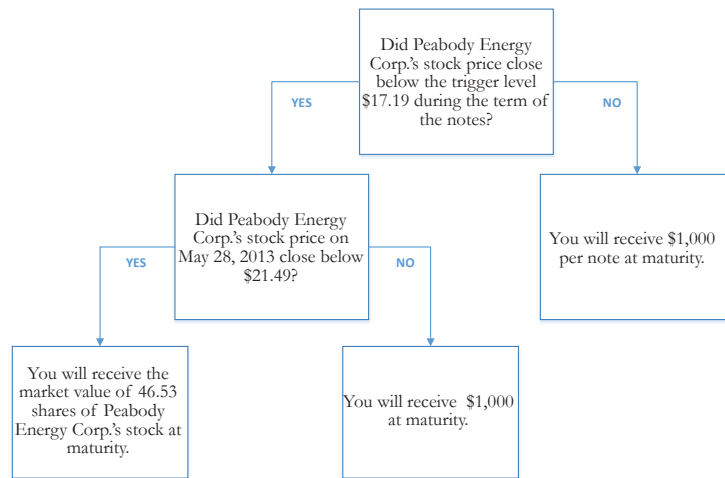 Did Peabody Energy
Corp.'s stock price close
below the trigger level
$17.19 during the term of
the notes?
YES
NO
Did Peabody Energy
Corp.'s stock price on
May 28, 2013 close below
$21.49?
You will receive $1,000
per note at maturity.
YES
NO
You will receive the
market value of 46.53
shares of Peabody
Energy Corp.'s stock at
maturity.
You will receive $1,000
at maturity.